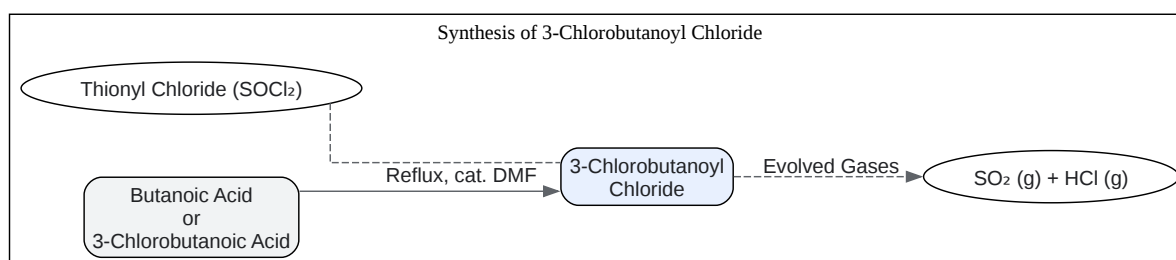 Synthesis of 3-Chlorobutanoyl Chloride
Thionyl Chloride (SOCl₂)
Butanoic Acid
or
3-Chlorobutanoic Acid
Reflux, cat. DMF
3-Chlorobutanoyl
Chloride
Evolved Gases
SO₂ (g) + HCl (g)